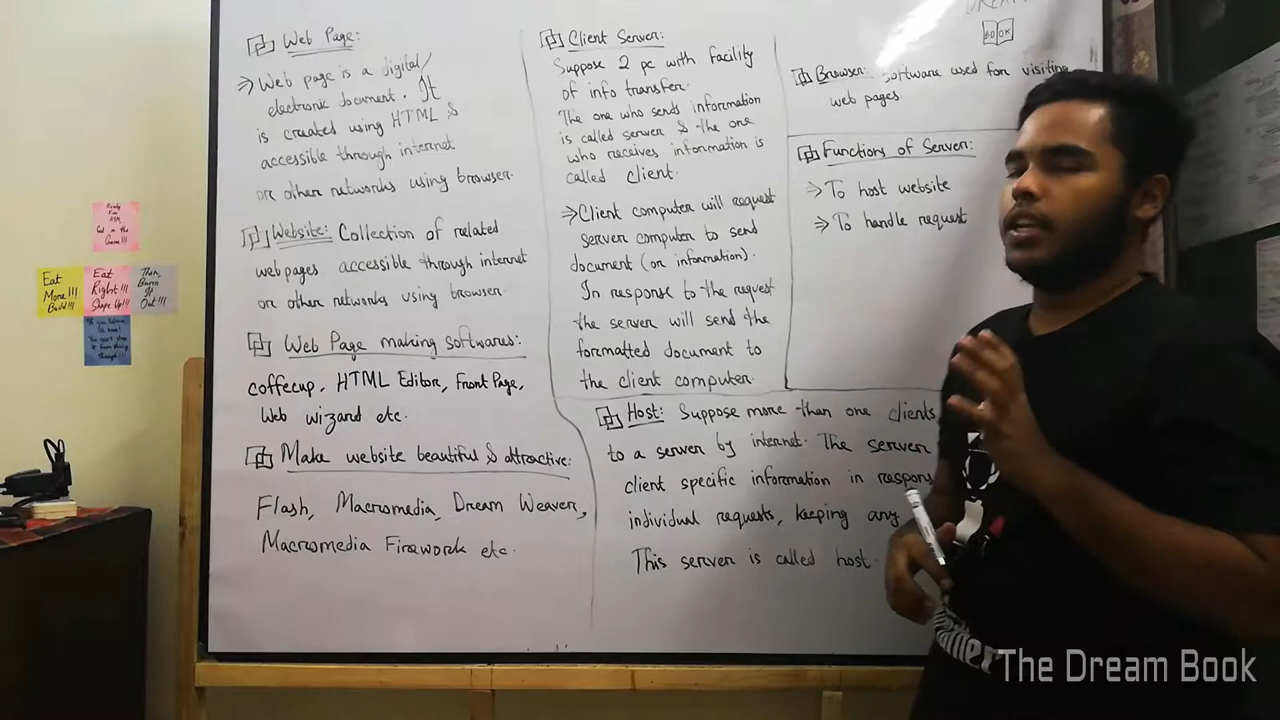 Web Page:
⇒ Web page is a digital/
electronic document. It
is created using HTML &
accessible through internet
or other networks using browser.
Website: Collection of related
webpages accessible through internet
or other networks using browser.
Web Page making softwares:
coffecup, HTML Editor, Front Page,
Web wizard etc.
Make website beautiful & attractive:
Flash, Macromedia, Dream Weaver,
Macromedia Firework etc.
Client Server:
Suppose 2 pc with facility
of info transfer.
The one who sends information
is called server & the one
who receives information is
called client.
⇒ Client computer will request
server computer to send
document (or information).
In response to the request
the server will send the
formatted document to
the client computer.
BOOK
Browser: software used for visiting
web pages.
Functions of Server:
⇒ To host website
⇒ To handle request
Host: Suppose more than one clients
to a server by internet. The server
client specific information in respons
individual requests, keeping any
This server is called host.
Eat
More!!!
Build!!!
Eat
Right!!!
Shape Up!!!
Then,
Burn
It
Out!!!
The Dream Book